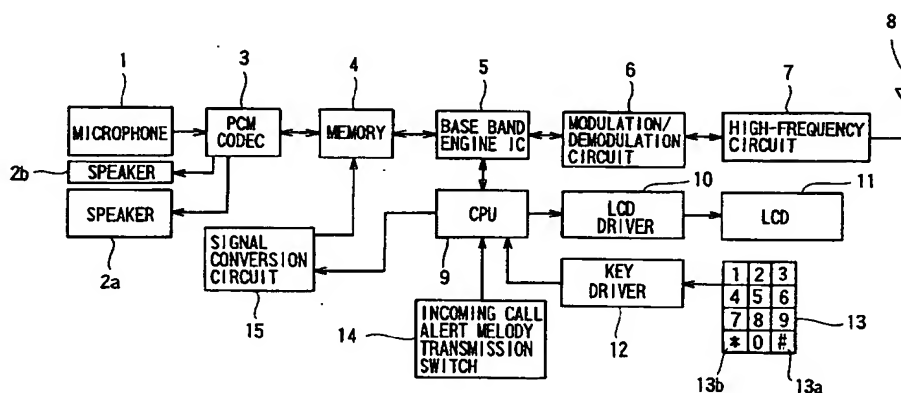 8
1
3
4
5
6
7
MICROPHONE
PCM
CODEC
MEMORY
BASE BAND
ENGINE IC
MODULATION/
DEMODULATION
CIRCUIT
HIGH-FREQUENCY
CIRCUIT
2b
SPEAKER
SPEAKER
2a
10
11
CPU
LCD
DRIVER
LCD
9
SIGNAL
CONVERSION
CIRCUIT
15
KEY
DRIVER
12
1 2 3
4 5 6
7 8 9
* 0 #
13
13b
13a
14
INCOMING CALL
ALERT MELODY
TRANSMISSION
SWITCH